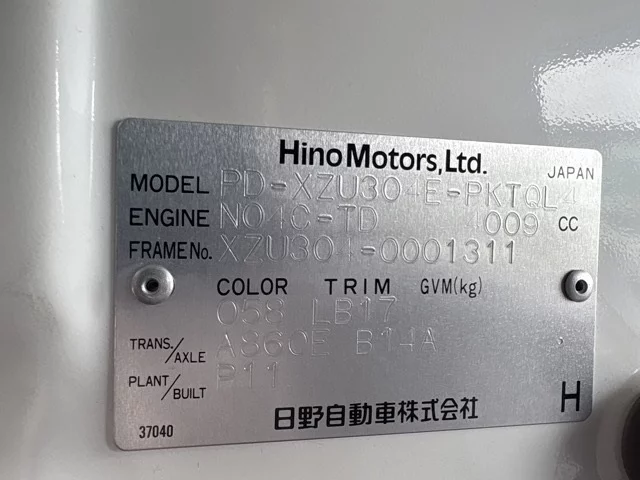 Hino Motors, Ltd.
JAPAN
MODEL PD-XZU304E-PKTQL4
ENGINE N04C-TD 4009 CC
FRAME No. XZU304-0001311
COLOR TRIM GVM(kg)
058 LB17
TRANS./AXLE A860E B14A
PLANT/BUILT P11
37040 日野自動車株式会社 H